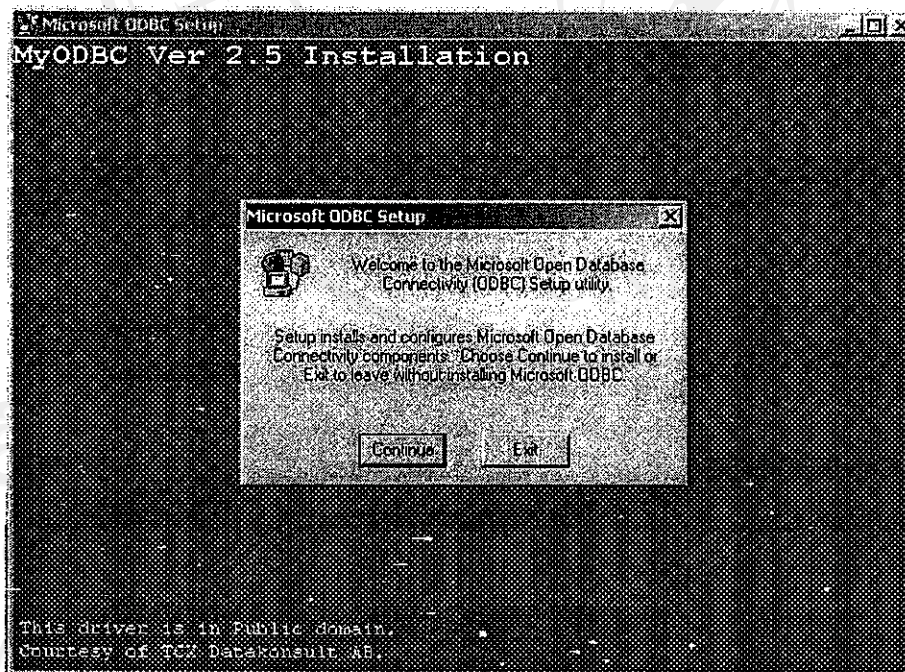 Microsoft ODBC Setup
MyODBC Ver 2.5 Installation
Microsoft ODBC Setup
Welcome to the Microsoft Open Database
Connectivity (ODBC) Setup utility.
Setup installs and configures Microsoft Open Database
Connectivity components. Choose Continue to install or
Exit to leave without installing Microsoft ODBC.
Continue
Exit
This driver is in Public domain.
Courtesy of TCX Datakonsult AB.